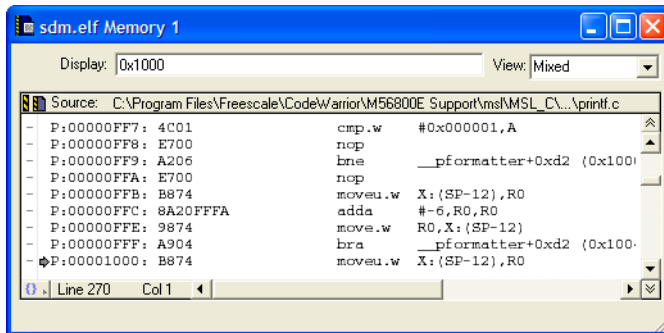 sdm.elf Memory 1
Display: 0x1000 View: Mixed
Source: C:\Program Files\Freescale\CodeWarrior\M56800E Support\msl\MSL_C\...\printf.c
P:00000FF7: 4C01 cmp.w #0x000001,A
P:00000FF8: E700 nop
P:00000FF9: A206 bne __pformatter+0xd2 (0x100
P:00000FFA: E700 nop
P:00000FFB: B874 moveu.w X:(SP-12),R0
P:00000FFC: 8A20FFFA adda #-6,R0,R0
P:00000FFE: 9874 move.w R0,X:(SP-12)
P:00000FFF: A904 bra __pformatter+0xd2 (0x100
P:00001000: B874 moveu.w X:(SP-12),R0
Line 270 Col 1